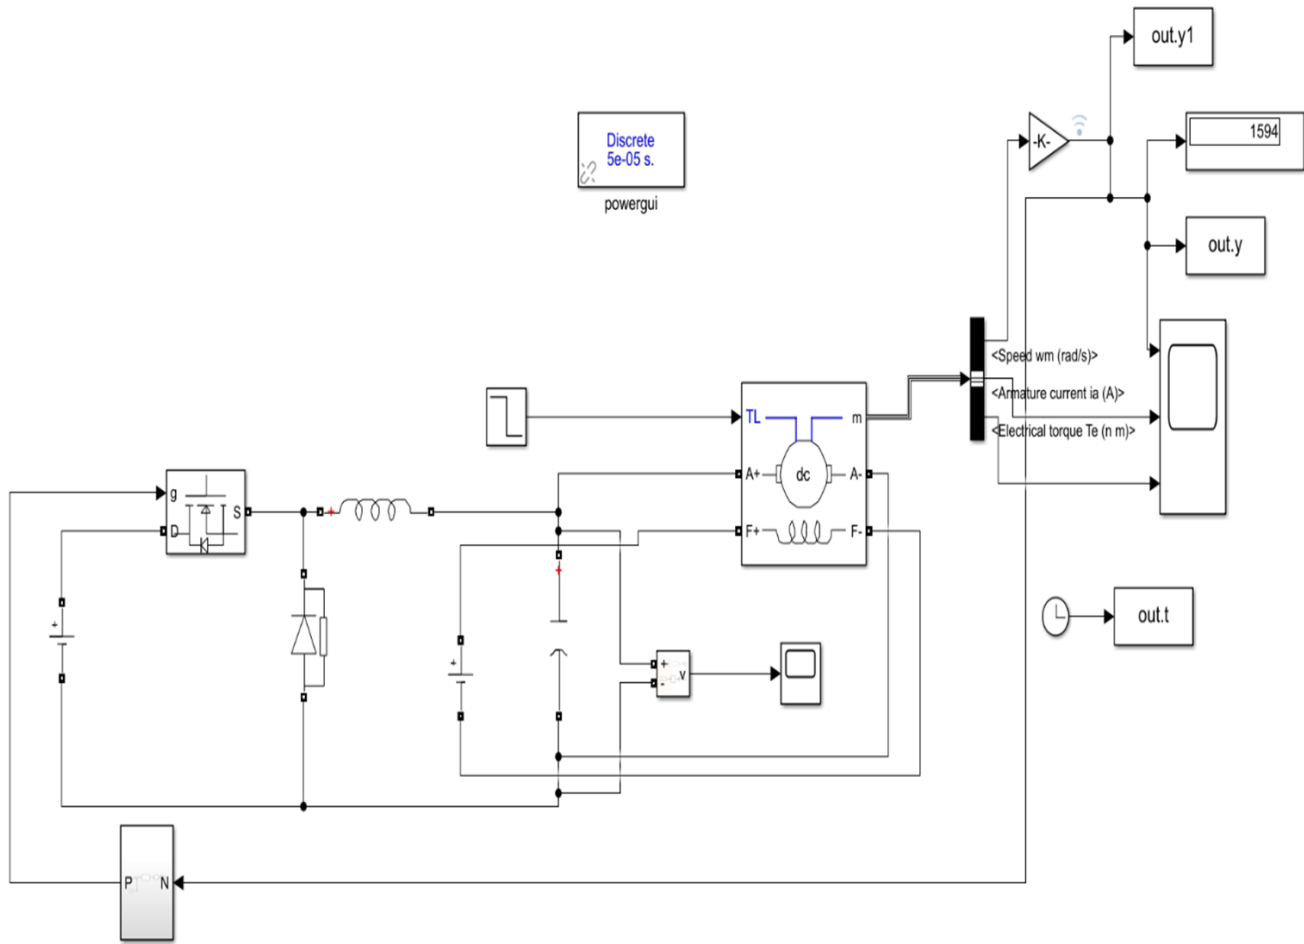 out.y1
Discrete
5e-05 s.
powergui
-K-
1594
out.y
<Speed wm (rad/s)>
<Armature current ia (A)>
<Electrical torque Te (n m)>
TL
m
A+
dc
A-
F+
F-
g
D
S
+
+
+
+
+
-
v
out.t
P
N